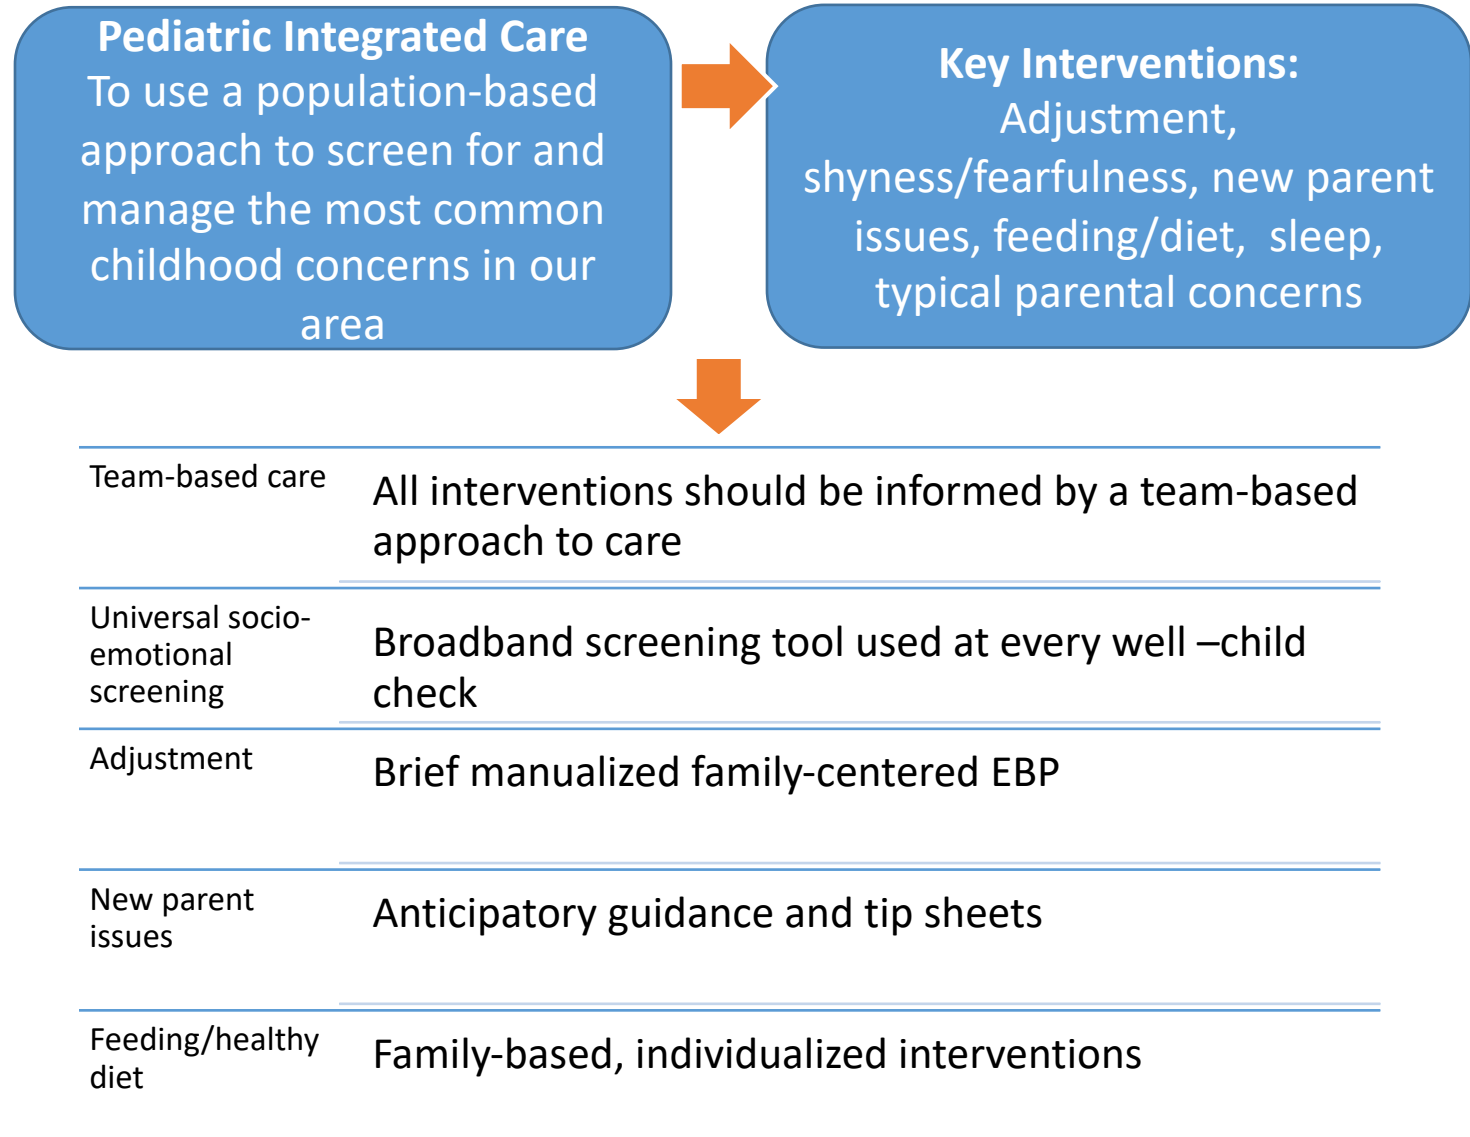 Pediatric Integrated Care
To use a population-based
approach to screen for and
manage the most common
childhood concerns in our
area
Key Interventions:
Adjustment,
shyness/fearfulness, new parent
issues, feeding/diet,  sleep,
typical parental concerns
Team-based care
All interventions should be informed by a team-based
approach to care
Universal socio-
emotional
screening
Broadband screening tool used at every well –child
check
Adjustment
Brief manualized family-centered EBP
New parent
issues
Anticipatory guidance and tip sheets
Feeding/healthy
diet
Family-based, individualized interventions